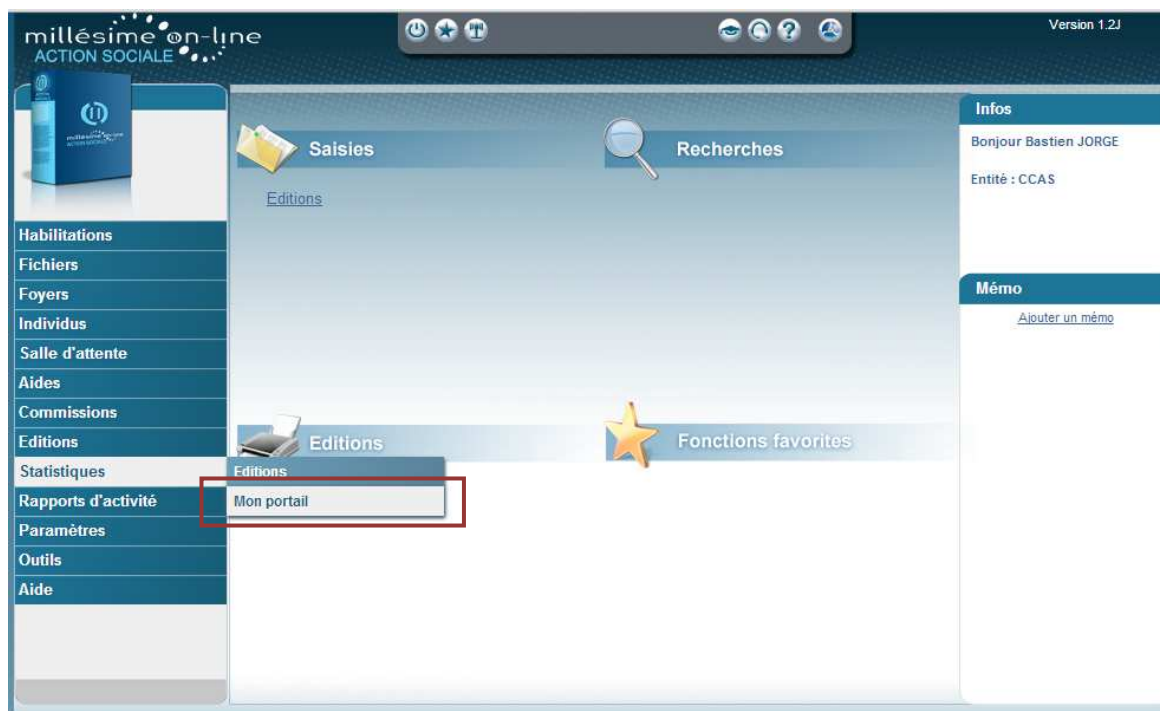 millésime on-line
ACTION SOCIALE
Version 1.2J
Infos
Bonjour Bastien JORGE
Entité : CCAS
Mémo
Ajouter un mémo
Saisies
Editions
Recherches
Editions
Fonctions favorites
Habilitations
Fichiers
Foyers
Individus
Salle d'attente
Aides
Commissions
Editions
Statistiques
Rapports d'activité
Paramètres
Outils
Aide
Editions
Mon portail